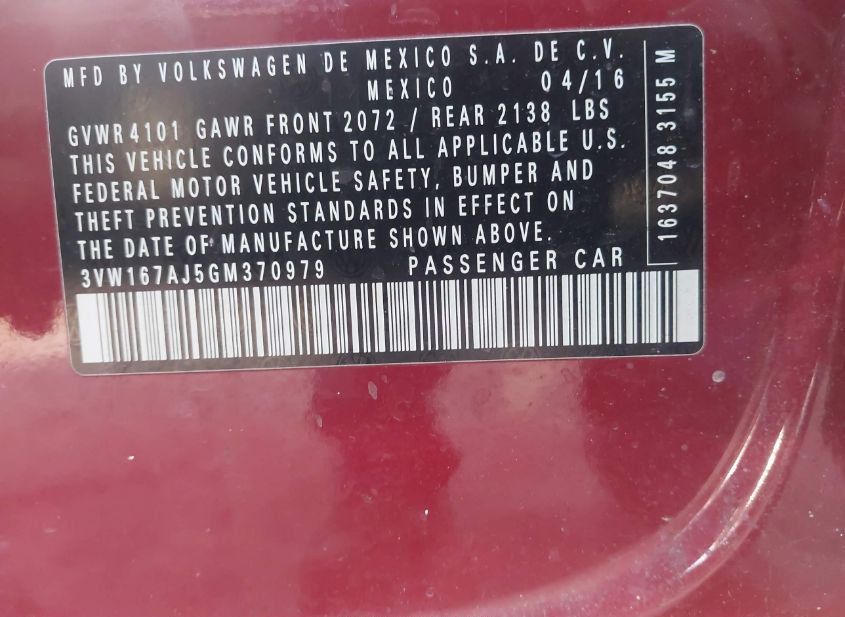 MFD BY VOLKSWAGEN DE MEXICO S.A. DE C.V.
MEXICO 04/16
GVWR 4101 GAWR FRONT 2072 / REAR 2138 LBS
THIS VEHICLE CONFORMS TO ALL APPLICABLE U.S.
FEDERAL MOTOR VEHICLE SAFETY, BUMPER AND
THEFT PREVENTION STANDARDS IN EFFECT ON
THE DATE OF MANUFACTURE SHOWN ABOVE.
3VW167AJ5GM370979 PASSENGER CAR
1637048 3155 M